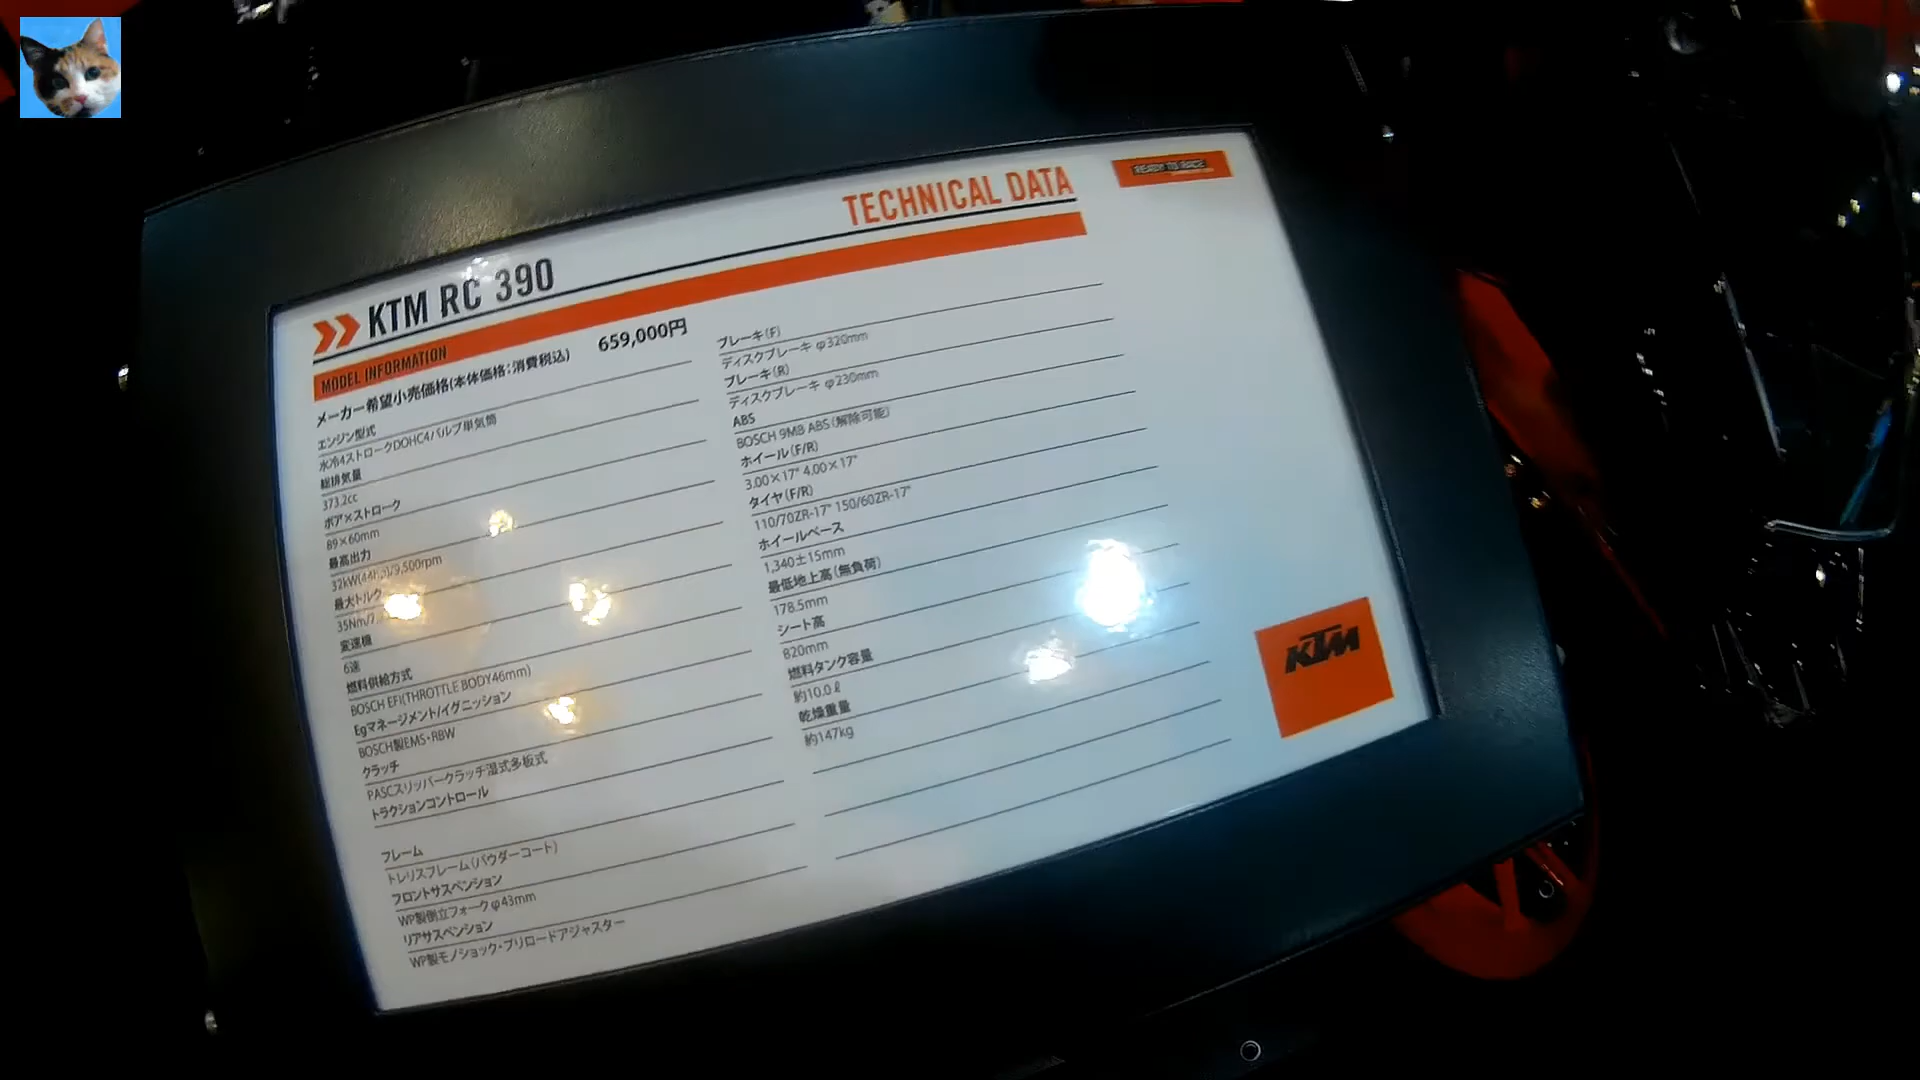 READY TO RACE
TECHNICAL DATA
KTM RC 390
MODEL INFORMATION
メーカー希望小売価格(本体価格:消費税込) 659,000円
エンジン型式
水冷4ストロークDOHC4バルブ単気筒
総排気量
373.2cc
ボア×ストローク
89×60mm
最高出力
32kW(44hp)/9,500rpm
最大トルク
35Nm/7,
変速機
6速
燃料供給方式
BOSCH EFI(THROTTLE BODY46mm)
Egマネージメント/イグニッション
BOSCH製EMS・RBW
クラッチ
PASCスリッパークラッチ湿式多板式
トラクションコントロール
フレーム
トレリスフレーム(パウダーコート)
フロントサスペンション
WP製倒立フォークφ43mm
リアサスペンション
WP製モノショック・プリロードアジャスター
ブレーキ(F)
ディスクブレーキ φ320mm
ブレーキ(R)
ディスクブレーキ φ230mm
ABS
BOSCH 9MB ABS(解除可能)
ホイール(F/R)
3.00×17" 4.00×17"
タイヤ(F/R)
110/70ZR-17" 150/60ZR-17"
ホイールベース
1,340±15mm
最低地上高(無負荷)
178.5mm
シート高
820mm
燃料タンク容量
約10.0ℓ
乾燥重量
約147kg
KTM